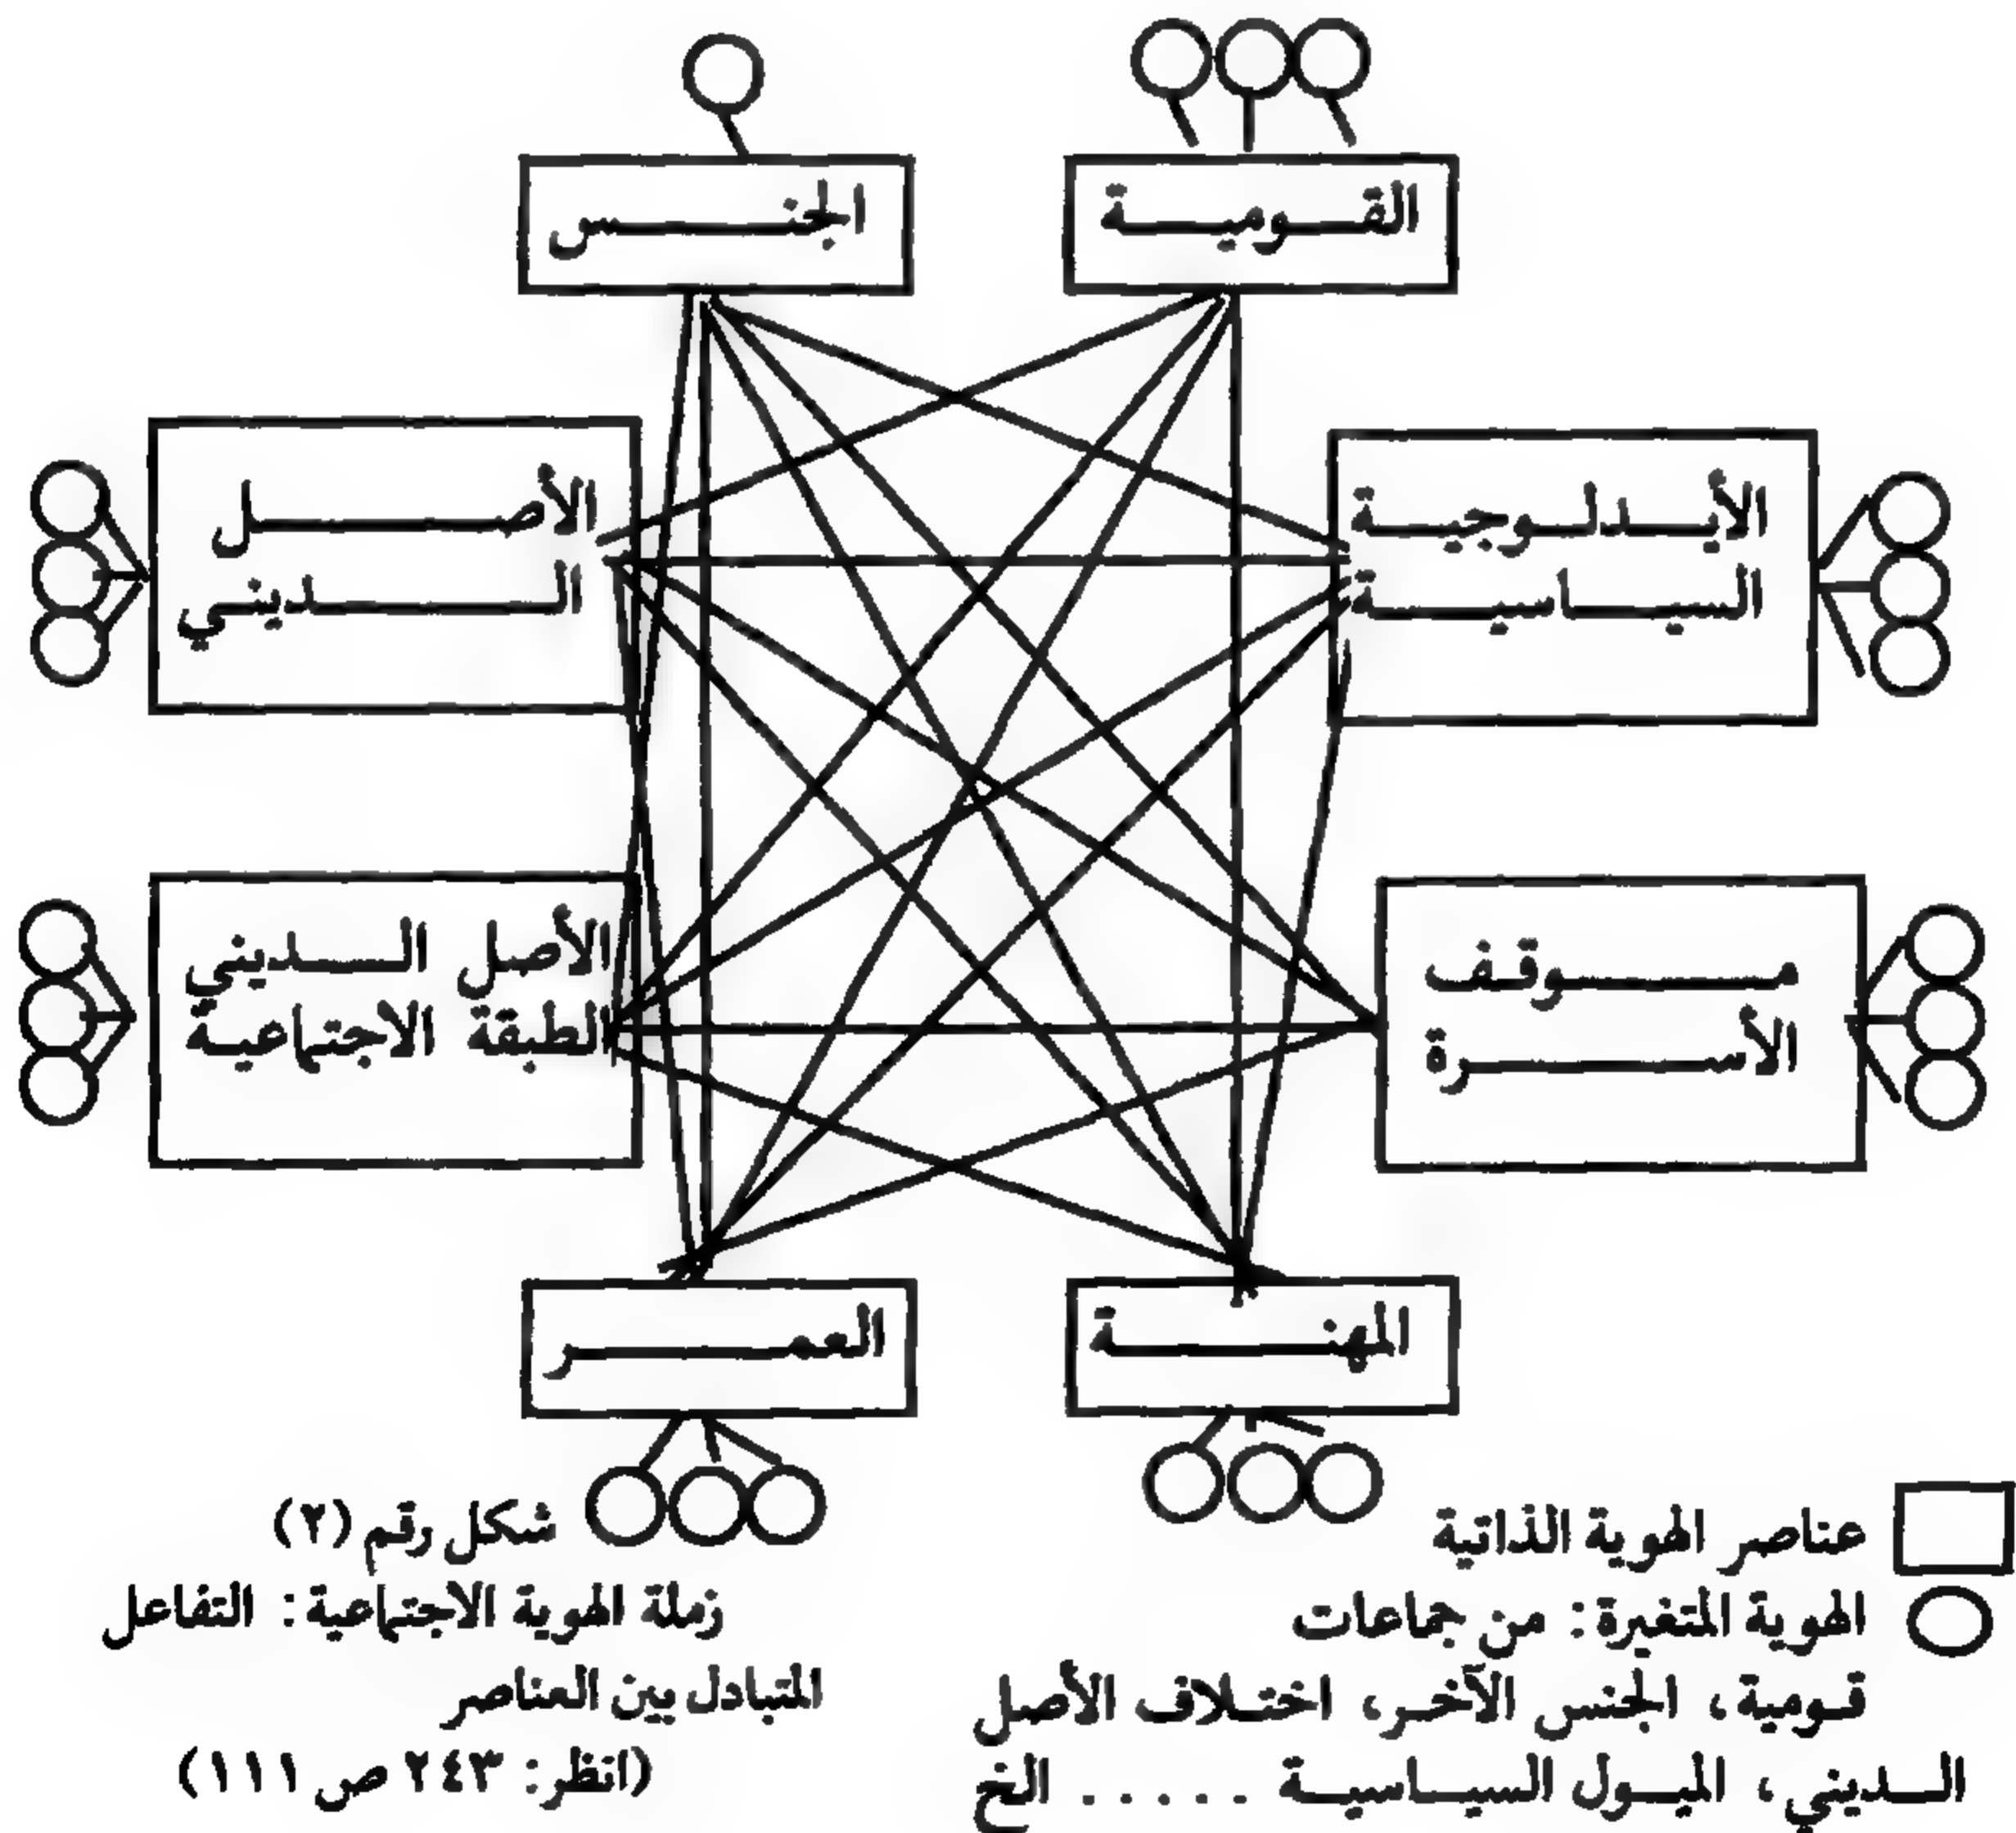 القومية
الجنس
الأيدلوجية
السياسية
الأصل
الديني
موقف
الأسرة
الأصل الديني
الطبقة الاجتماعية
المهنة
العمر
عناصر الهوية الذاتية
الهوية المتغيرة: من جماعات
قومية، الجنس الآخر، اختلاف الأصل
الديني، الميول السياسية ..... الخ
شكل رقم (٢)
زملة الهوية الاجتماعية: التفاعل
المتبادل بين العناصر
(انظر: ٢٤٣ ص ١١١)